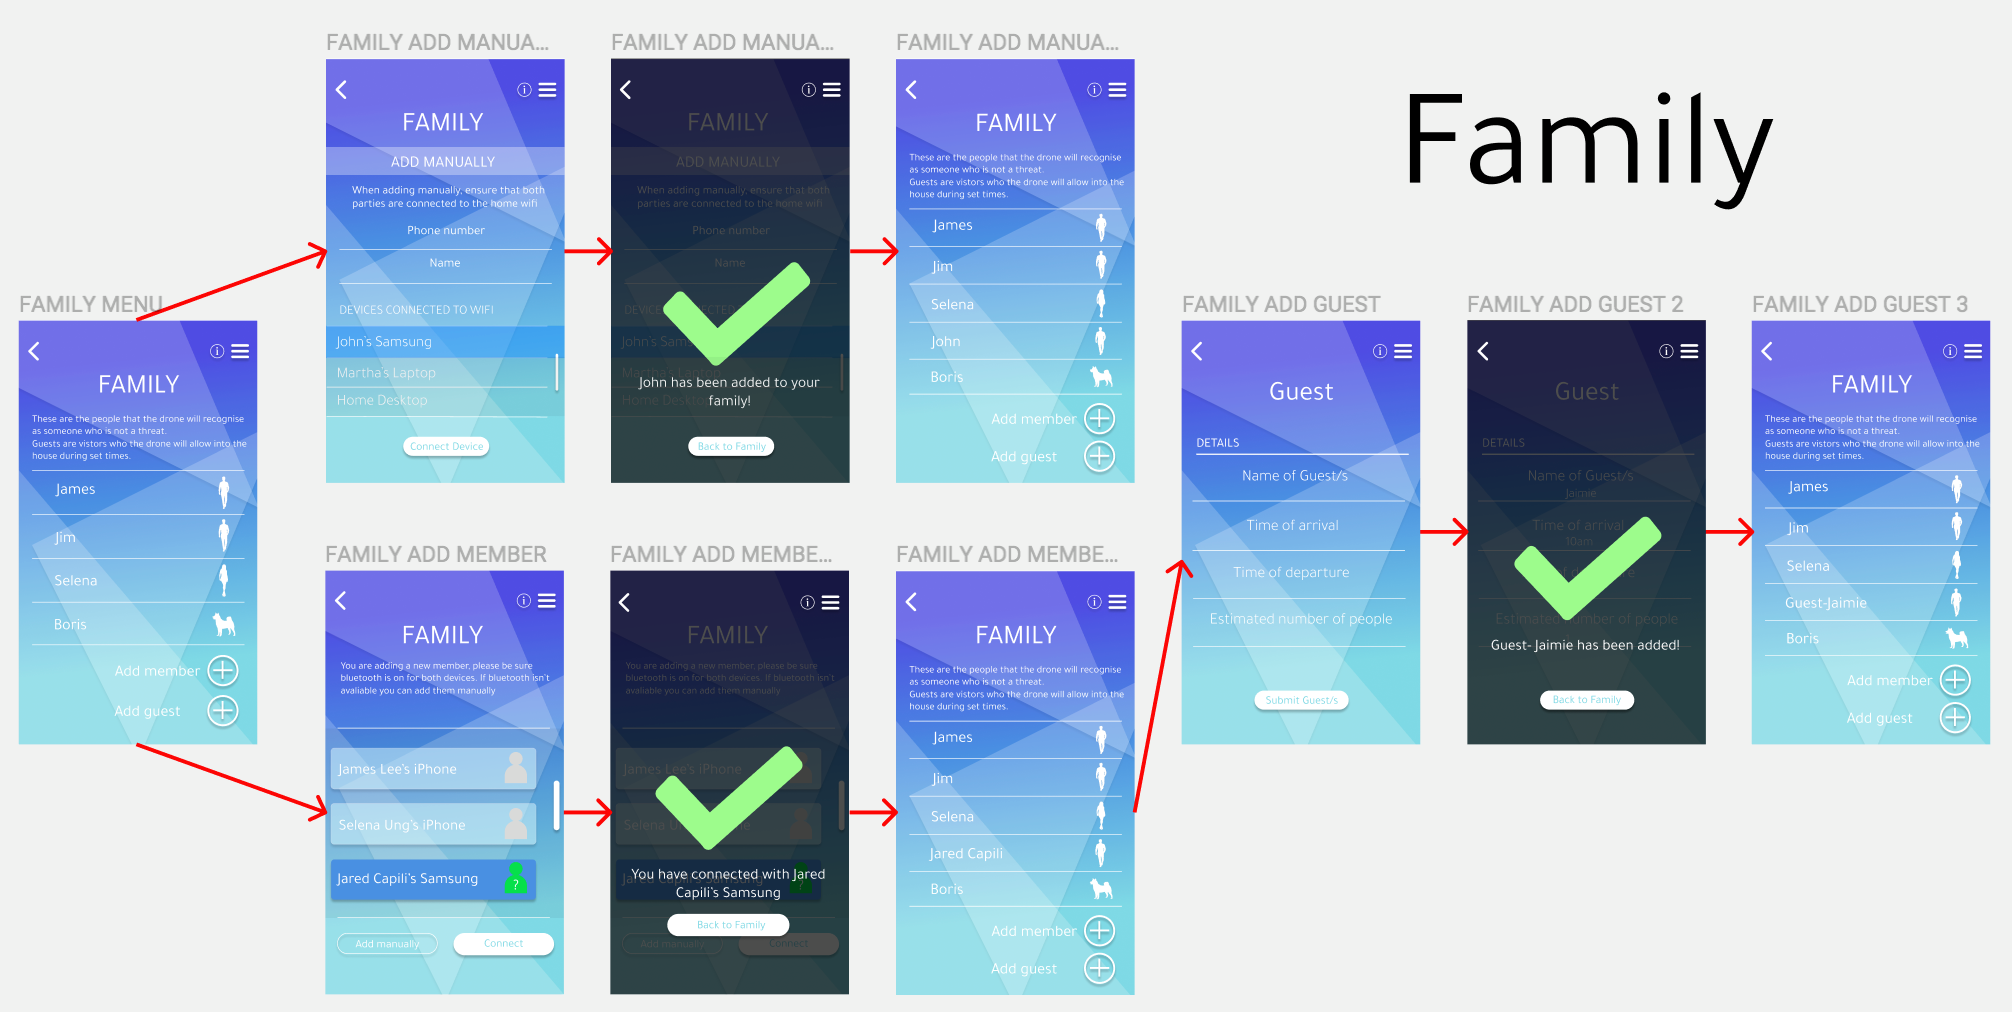 Family
FAMILY MENU
FAMILY
These are the people that the drone will recognise
as someone who is not a threat.
Guests are vistors who the drone will allow into the
house during set times.
James
Jim
Selena
Boris
Add member
Add guest
FAMILY ADD MANUA...
FAMILY
ADD MANUALLY
When adding manually, ensure that both
parties are connected to the home wifi
Phone number
Name
DEVICES CONNECTED TO WIFI
John's Samsung
Martha's Laptop
Home Desktop
Connect Device
FAMILY ADD MANUA...
FAMILY
ADD MANUALLY
When adding manually, ensure that both
parties are connected to the home wifi
Phone number
Name
John has been added to your
family!
Back to Family
FAMILY ADD MANUA...
FAMILY
These are the people that the drone will recognise
as someone who is not a threat.
Guests are vistors who the drone will allow into the
house during set times.
James
Jim
Selena
John
Boris
Add member
Add guest
FAMILY ADD MEMBER
FAMILY
You are adding a new member, please be sure
bluetooth is on for both devices. If bluetooth isn't
avaliable you can add them manually
James Lee's iPhone
Selena Ung's iPhone
Jared Capili's Samsung
?
Add manually
Connect
FAMILY ADD MEMBE...
FAMILY
You are adding a new member, please be sure
bluetooth is on for both devices. If bluetooth isn't
avaliable you can add them manually
James Lee's iPhone
You have connected with Jared
Capili's Samsung
Back to Family
Add manually
Connect
FAMILY ADD MEMBE...
FAMILY
These are the people that the drone will recognise
as someone who is not a threat.
Guests are vistors who the drone will allow into the
house during set times.
James
Jim
Selena
Jared Capili
Boris
Add member
Add guest
FAMILY ADD GUEST
Guest
DETAILS
Name of Guest/s
Time of arrival
Time of departure
Estimated number of people
Submit Guest/s
FAMILY ADD GUEST 2
Guest
DETAILS
Name of Guest/s
Jaimie
Time of arrival
10am
Estimated number of people
Guest- Jaimie has been added!
Back to Family
FAMILY ADD GUEST 3
FAMILY
These are the people that the drone will recognise
as someone who is not a threat.
Guests are vistors who the drone will allow into the
house during set times.
James
Jim
Selena
Guest-Jaimie
Boris
Add member
Add guest